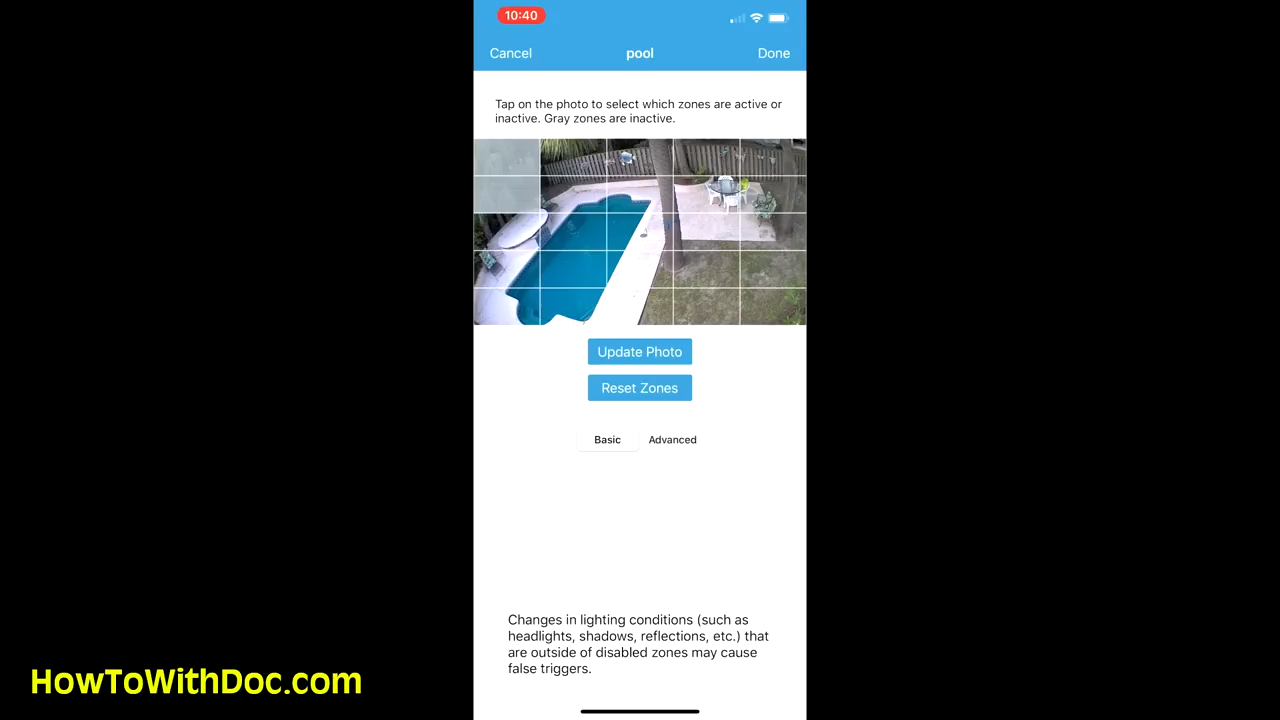 10:40
Cancel
pool
Done
Tap on the photo to select which zones are active or
inactive. Gray zones are inactive.
Update Photo
Reset Zones
Basic
Advanced
Changes in lighting conditions (such as
headlights, shadows, reflections, etc.) that
are outside of disabled zones may cause
false triggers.
HowToWithDoc.com